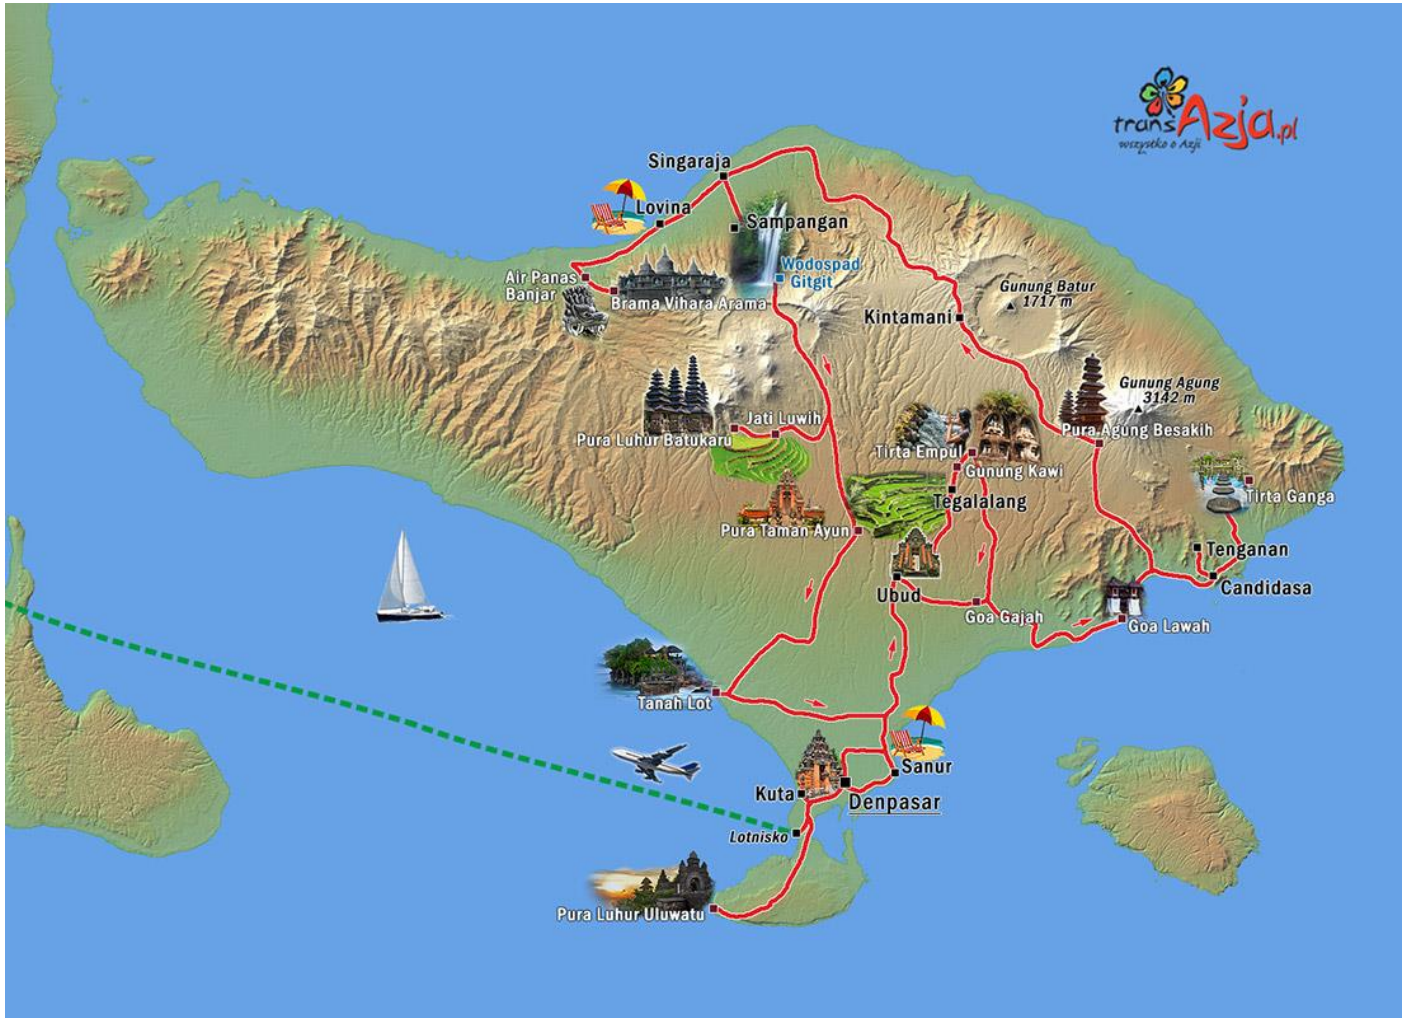 trans Azja.pl
wszystko o Azji
Singaraja
Lovina
Sampangan
Wodospad
Gitgit
Air Panas
Banjar
Brama Vihara Arama
Gunung Batur
1717 m
Kintamani
Gunung Agung
3142 m
Jati Luwih
Pura Luhur Batukaru
Pura Agung Besakih
Tirta Empul
Gunung Kawi
Tegalalang
Tirta Ganga
Pura Taman Ayun
Tenganan
Candidasa
Ubud
Goa Gajah
Goa Lawah
Tanah Lot
Sanur
Kuta
Denpasar
Lotnisko
Pura Luhur Uluwatu